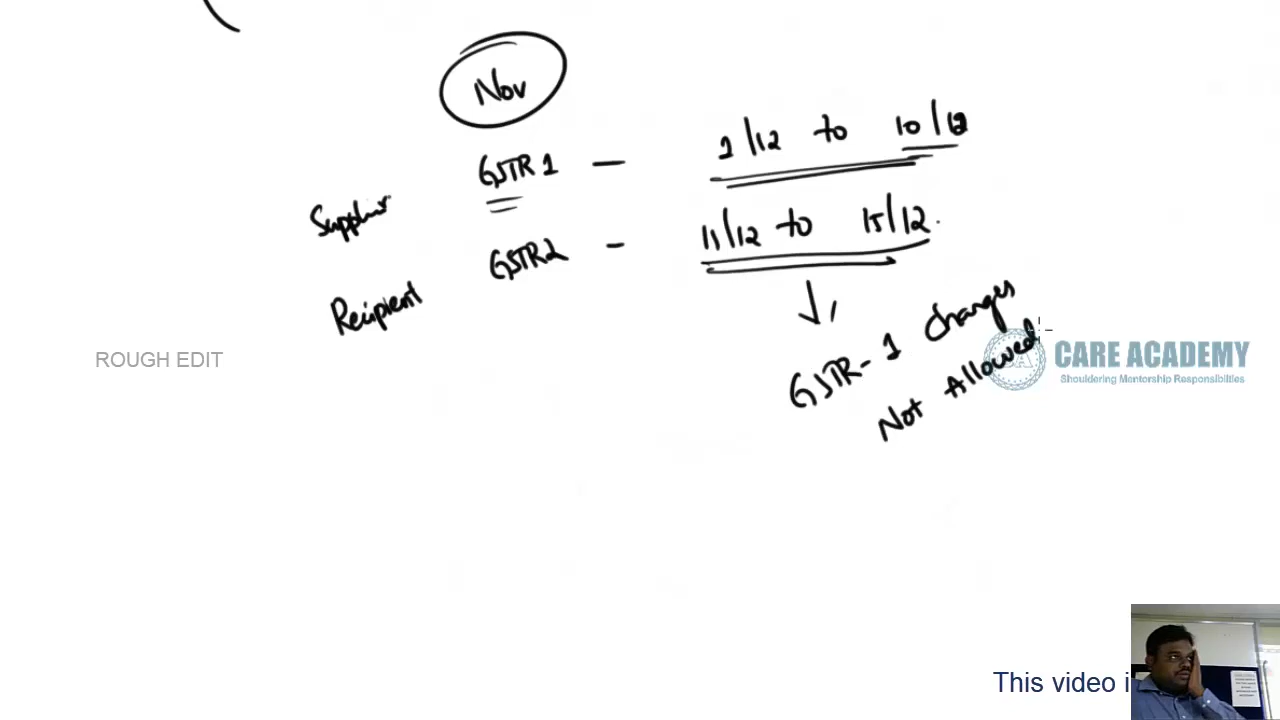 Nov
GSTR 1 — 1/12 to 10/12
Supplier
GSTR2 - 11/12 to 15/12.
Recipient
GSTR-1 changes
Not Allowed
ROUGH EDIT
CARE ACADEMY
Shouldering Mentorship Responsibilities
This video i